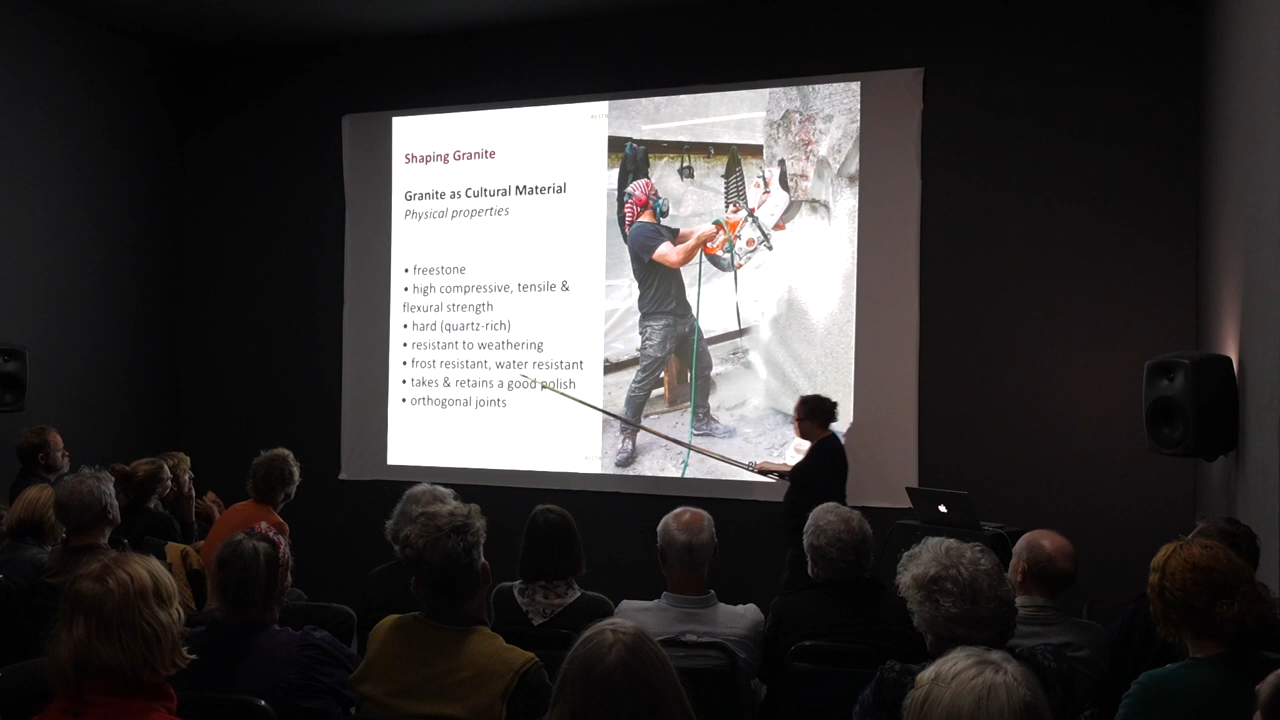 Shaping Granite
Granite as Cultural Material
Physical properties
• freestone
• high compressive, tensile &
flexural strength
• hard (quartz-rich)
• resistant to weathering
• frost resistant, water resistant
• takes & retains a good polish
• orthogonal joints